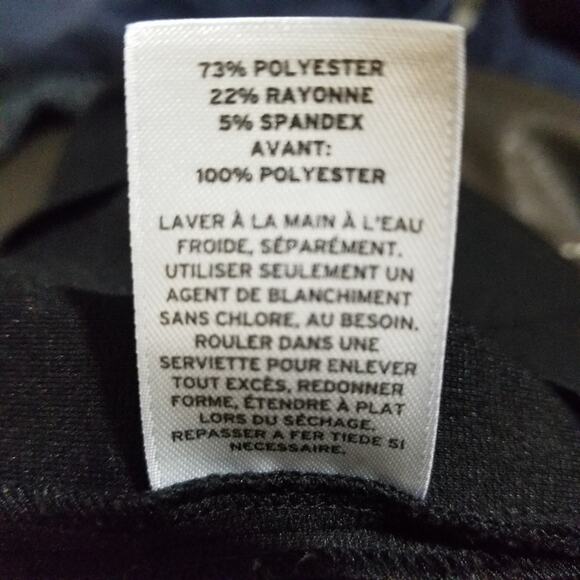 73% POLYESTER
22% RAYONNE
5% SPANDEX
AVANT:
100% POLYESTER
LAVER À LA MAIN À L'EAU
FROIDE, SÉPARÉMENT.
UTILISER SEULEMENT UN
AGENT DE BLANCHIMENT
SANS CHLORE, AU BESOIN.
ROULER DANS UNE
SERVIETTE POUR ENLEVER
TOUT EXCÈS, REDONNER
FORME, ÉTENDRE À PLAT
LORS DU SÉCHAGE.
REPASSER A FER TIEDE SI
NECESSAIRE.